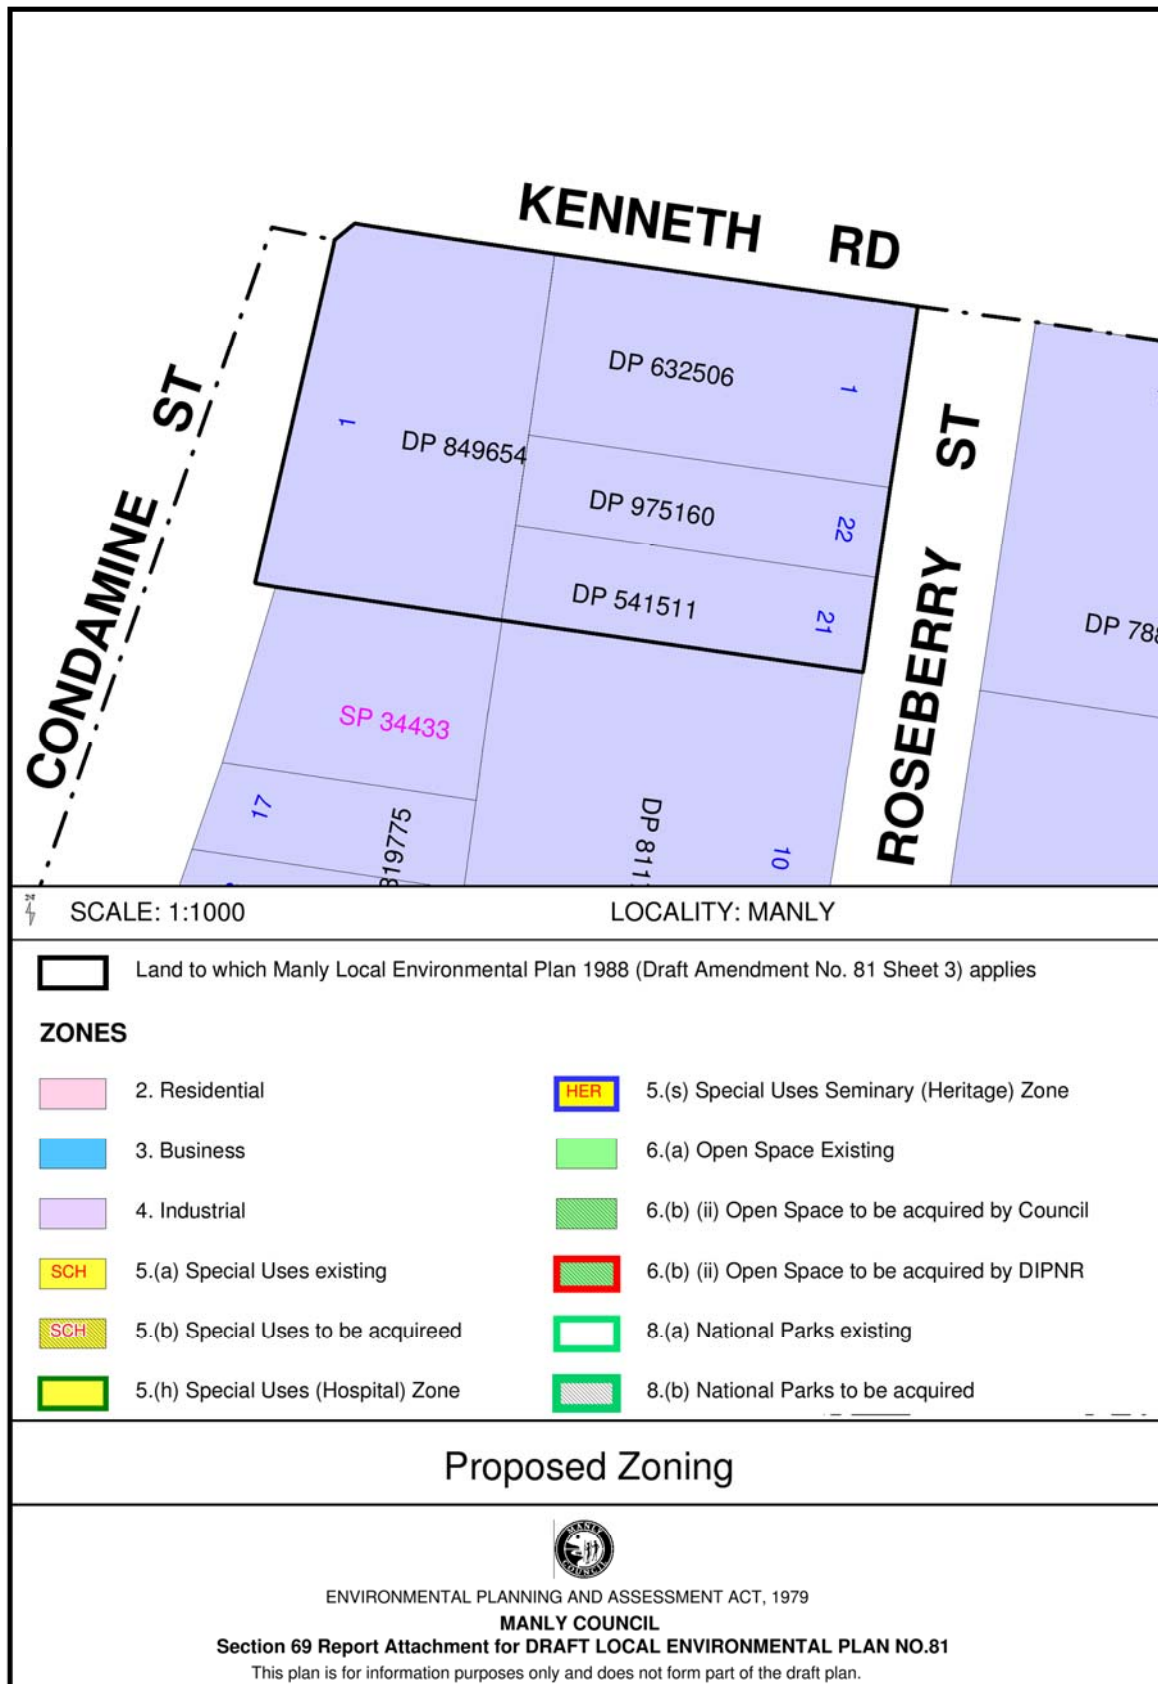 KENNETH RD
CONDAMINE ST
ROSEBERRY ST
DP 632506
1
1
DP 849654
DP 975160
22
DP 541511
21
DP 788
SP 34433
17
819775
DP 811
10
SCALE: 1:1000
LOCALITY: MANLY
Land to which Manly Local Environmental Plan 1988 (Draft Amendment No. 81 Sheet 3) applies
ZONES
2. Residential
3. Business
4. Industrial
SCH 5.(a) Special Uses existing
SCH 5.(b) Special Uses to be acquireed
5.(h) Special Uses (Hospital) Zone
HER 5.(s) Special Uses Seminary (Heritage) Zone
6.(a) Open Space Existing
6.(b) (ii) Open Space to be acquired by Council
6.(b) (ii) Open Space to be acquired by DIPNR
8.(a) National Parks existing
8.(b) National Parks to be acquired
Proposed Zoning
MANLY COUNCIL
ENVIRONMENTAL PLANNING AND ASSESSMENT ACT, 1979
MANLY COUNCIL
Section 69 Report Attachment for DRAFT LOCAL ENVIRONMENTAL PLAN NO.81
This plan is for information purposes only and does not form part of the draft plan.